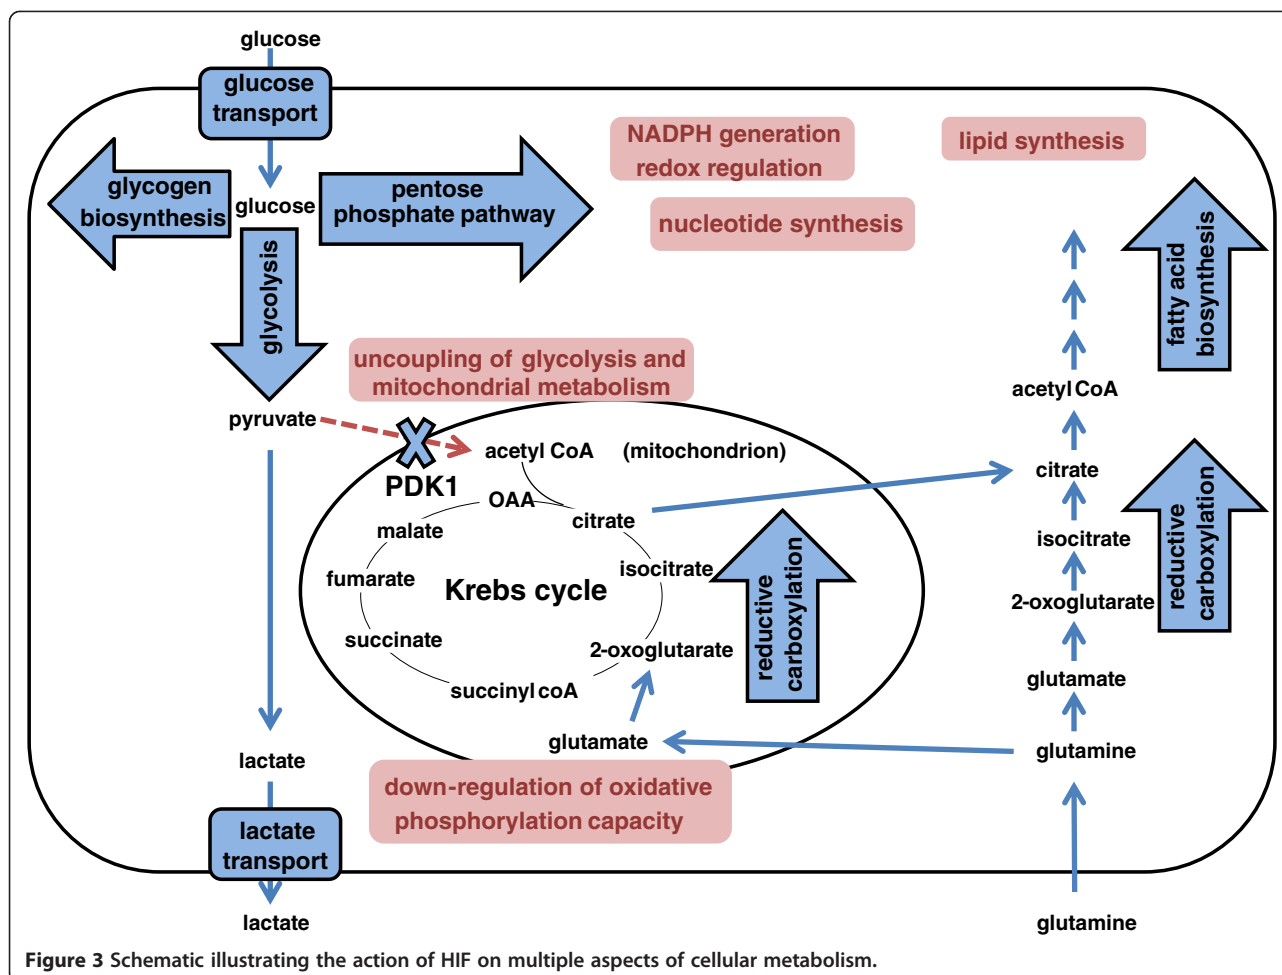 glucose
glucose
transport
NADPH generation
redox regulation
lipid synthesis
glycogen
biosynthesis
glucose
pentose
phosphate pathway
nucleotide synthesis
glycolysis
fatty acid
biosynthesis
uncoupling of glycolysis and
mitochondrial metabolism
pyruvate
acetyl CoA
PDK1
acetyl CoA
(mitochondrion)
OAA
citrate
malate
citrate
isocitrate
fumarate
Krebs cycle
isocitrate
reductive
carboxylation
reductive
carboxylation
2-oxoglutarate
succinate
2-oxoglutarate
succinyl coA
glutamate
glutamate
glutamine
lactate
down-regulation of oxidative
phosphorylation capacity
lactate
transport
lactate
glutamine
Figure 3 Schematic illustrating the action of HIF on multiple aspects of cellular metabolism.